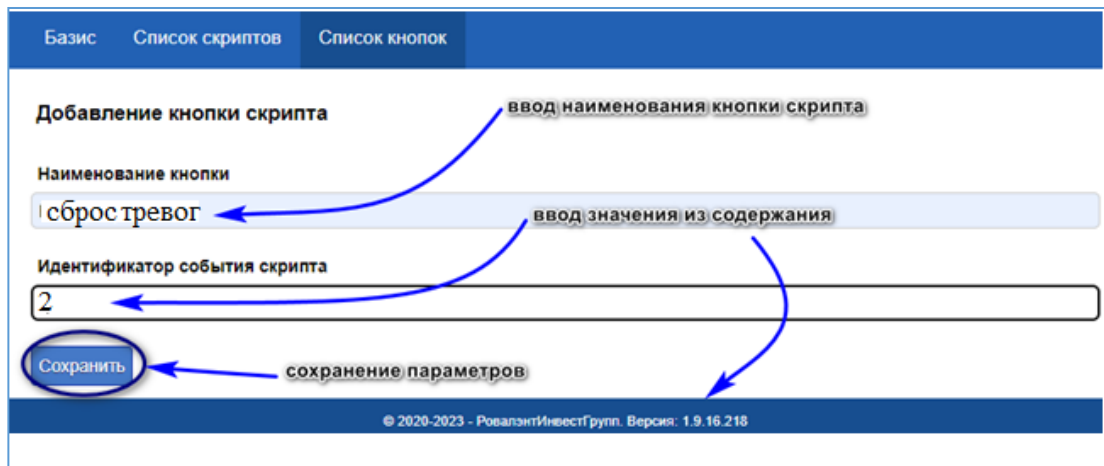 Базис Список скриптов Список кнопок
Добавление кнопки скрипта
ввод наименования кнопки скрипта
Наименование кнопки
сброс тревог
ввод значения из содержания
Идентификатор события скрипта
2
Сохранить
сохранение параметров
© 2020-2023 - РовалэнтИнвестГрупп. Версия: 1.9.16.218